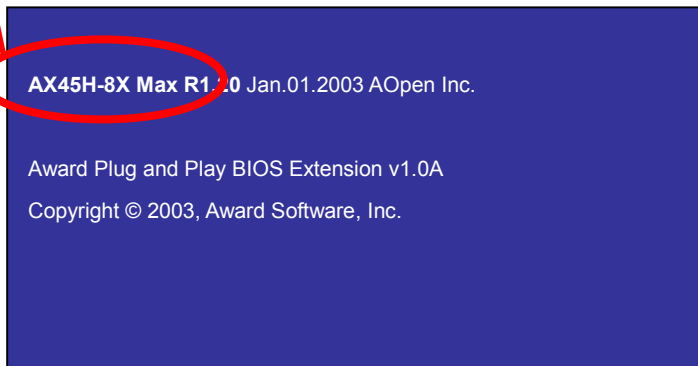 AX45H-8X Max R1.20 Jan.01.2003 AOpen Inc.
Award Plug and Play BIOS Extension v1.0A
Copyright © 2003, Award Software, Inc.